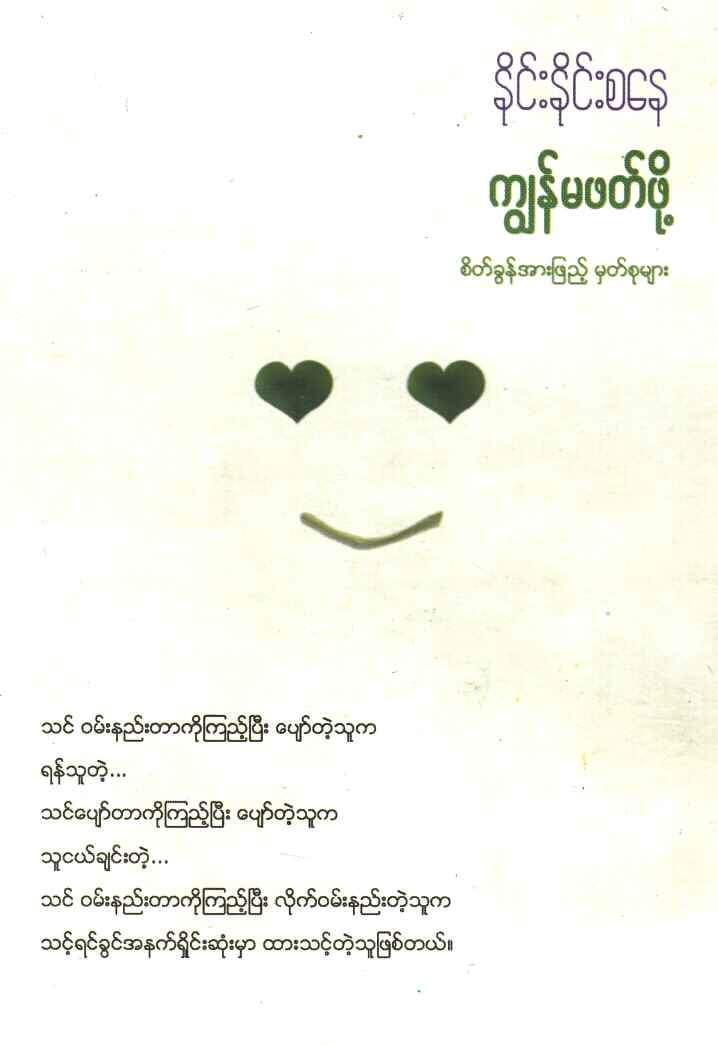 နိုင်းနိုင်းစနေ
ကျွန်မဖတ်ဖို့
စိတ်ခွန်အားဖြည့် မှတ်စုများ
သင် ဝမ်းနည်းတာကိုကြည့်ပြီး ပျော်တဲ့သူက
ရန်သူတဲ့...
သင်ပျော်တာကိုကြည့်ပြီး ပျော်တဲ့သူက
သူငယ်ချင်းတဲ့...
သင် ဝမ်းနည်းတာကိုကြည့်ပြီး လိုက်ဝမ်းနည်းတဲ့သူက
သင့်ရင်ခွင်အနက်ရှိုင်းဆုံးမှာ ထားသင့်တဲ့သူဖြစ်တယ်။